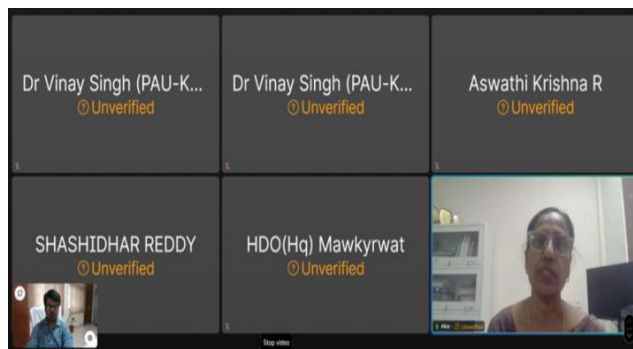 Dr Vinay Singh (PAU-K...
Unverified
Dr Vinay Singh (PAU-K...
Unverified
Aswathi Krishna R
Unverified
SHASHIDHAR REDDY
Unverified
HDO(Hq) Mawkyrwat
Unverified
Unverified
Stop video